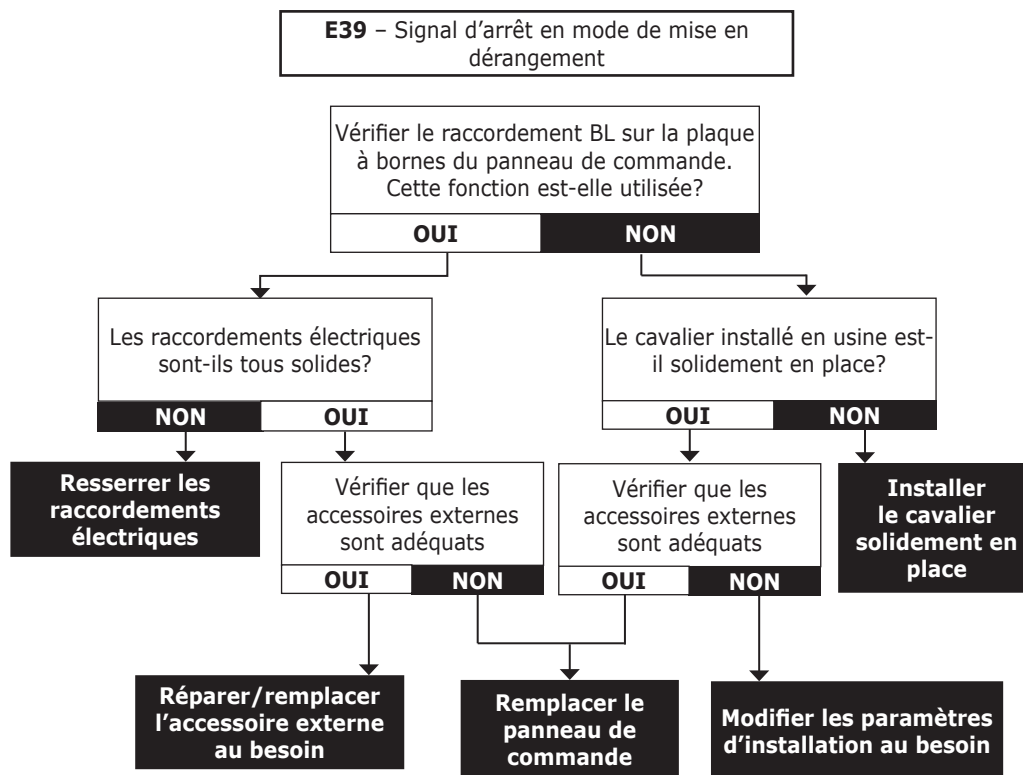 E39 – Signal d'arrêt en mode de mise en
dérangement
Vérifier le raccordement BL sur la plaque
à bornes du panneau de commande.
Cette fonction est-elle utilisée?
OUI
NON
Les raccordements électriques
sont-ils tous solides?
NON
OUI
Le cavalier installé en usine est-
il solidement en place?
OUI
NON
Resserrer les
raccordements
électriques
Vérifier que les
accessoires externes
sont adéquats
OUI
NON
Vérifier que les
accessoires externes
sont adéquats
OUI
NON
Installer
le cavalier
solidement en
place
Réparer/remplacer
l'accessoire externe
au besoin
Remplacer le
panneau de
commande
Modifier les paramètres
d'installation au besoin